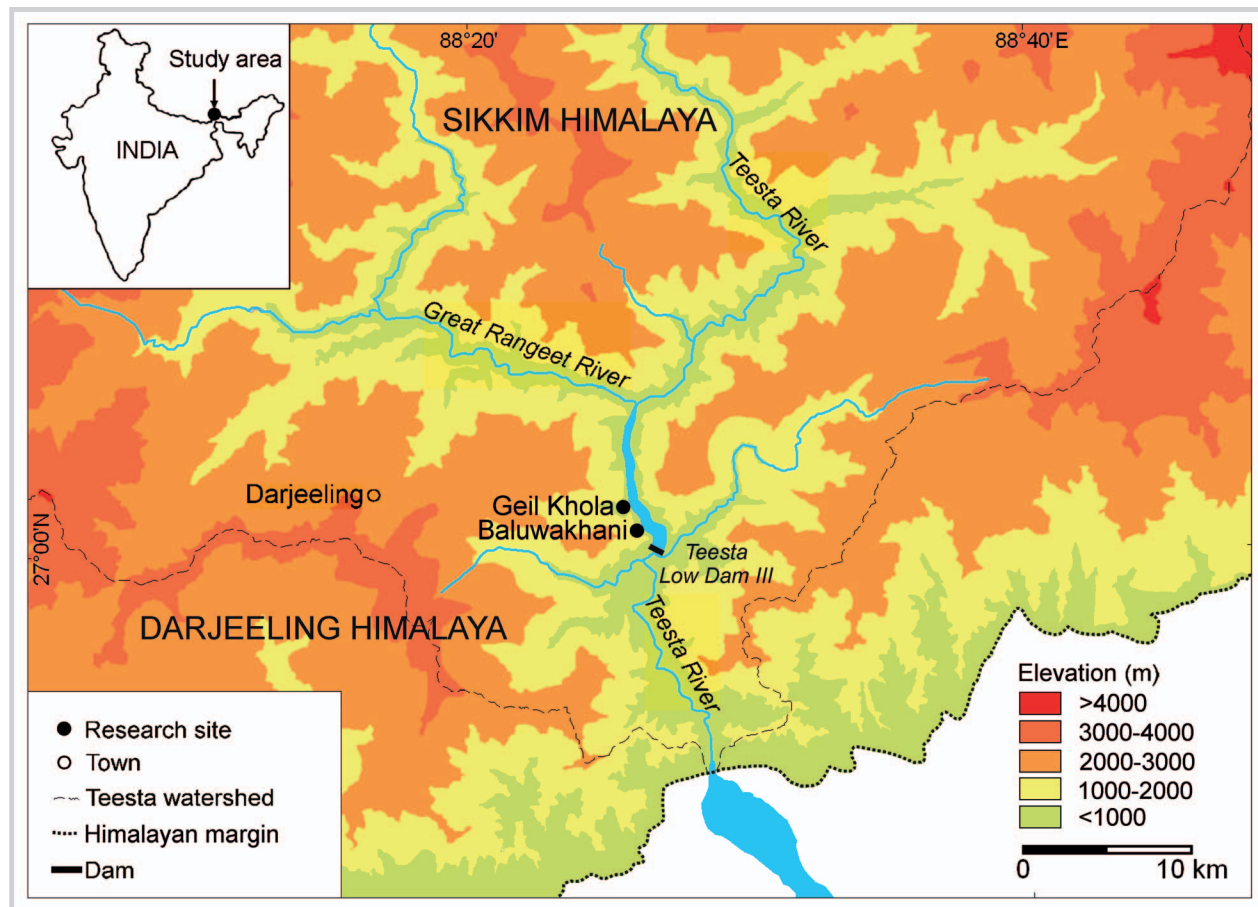 88°20'
88°40'E
Study area
INDIA
SIKKIM HIMALAYA
Teesta River
Great Rangeet River
Darjeeling
Geil Khola
Baluwakhani
27°00'N
Teesta
Low Dam III
DARJEELING HIMALAYA
Teesta River
Research site
Town
Teesta watershed
Himalayan margin
Dam
Elevation (m)
>4000
3000-4000
2000-3000
1000-2000
<1000
0 10 km